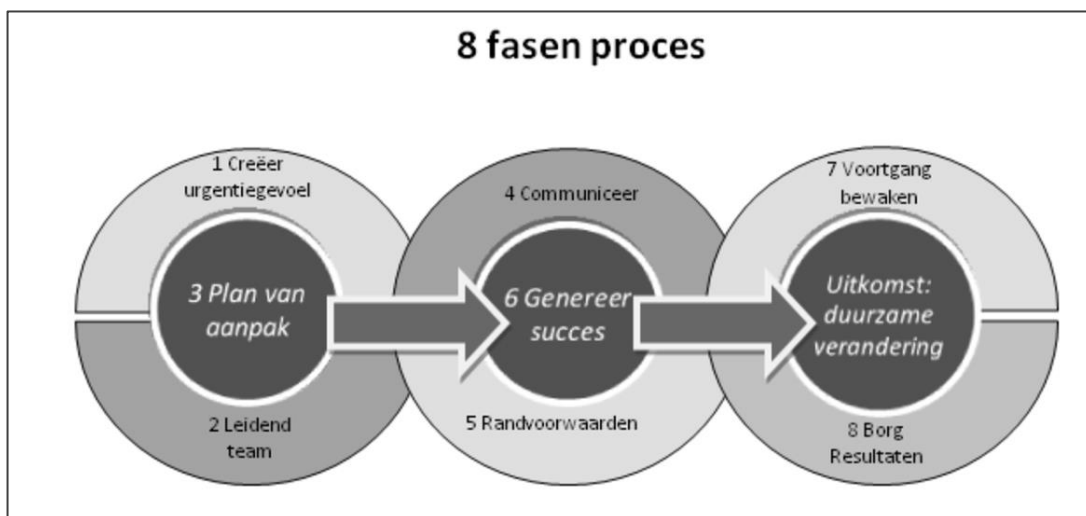 8 fasen proces
1 Creëer
urgentiegevoel
2 Leidend
team
3 Plan van
aanpak
4 Communiceer
5 Randvoorwaarden
6 Genereer
succes
7 Voortgang
bewaken
8 Borg
Resultaten
Uitkomst:
duurzame
verandering